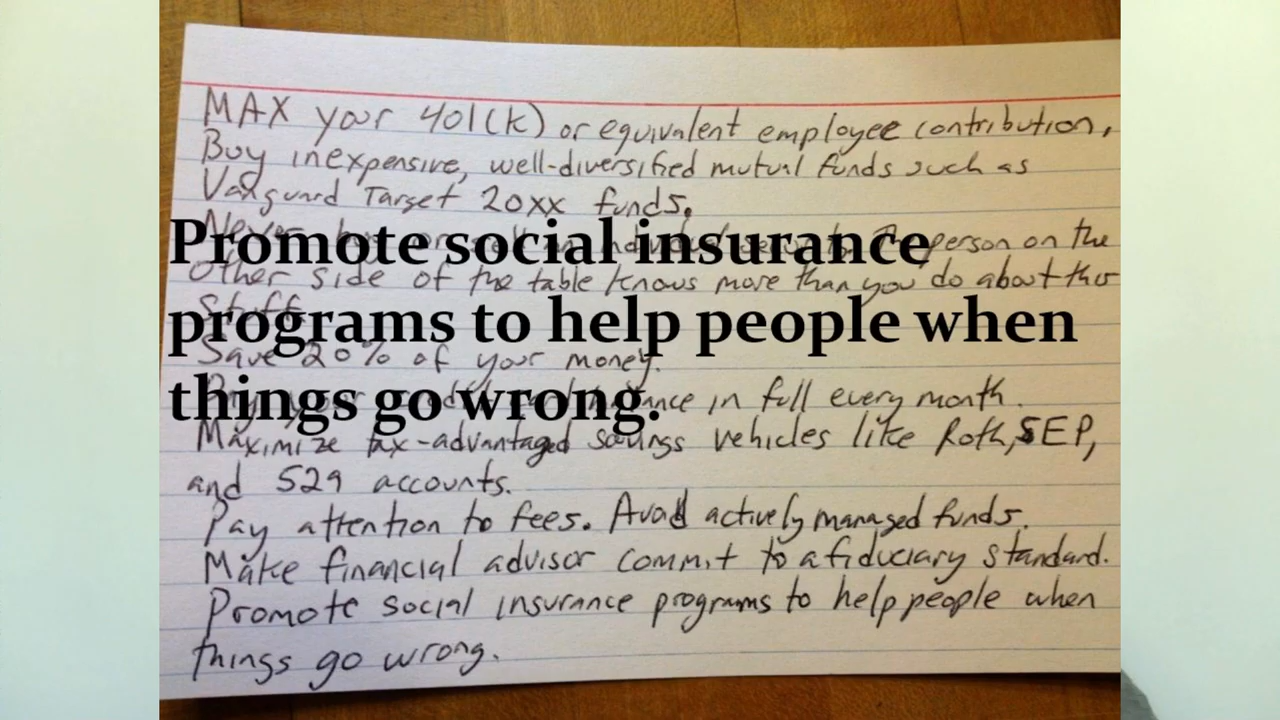 MAX your 401(k) or equivalent employee contribution,
Buy inexpensive, well-diversified mutual funds such as
Vanguard Target 20xx funds.
Never individual person on the
Promote social insurance
Other side of the table knows more than you do about this
stuff
programs to help people when
Save 20% of your money.
things go wrong.
in full every month.
Maximize tax-advantaged savings vehicles like Roth, SEP,
and 529 accounts.
Pay attention to fees. Avoid actively managed funds.
Make financial advisor commit to a fiduciary standard.
Promote social insurance programs to help people when
things go wrong.